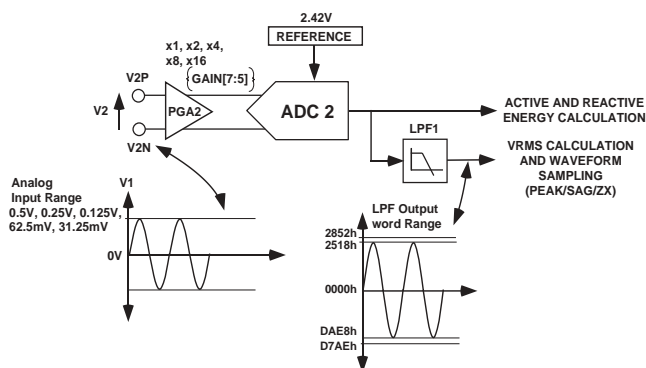 2.42V
REFERENCE
x1, x2, x4,
x8, x16
{GAIN[7:5]}
V2P
V2
PGA2
ADC 2
V2N
ACTIVE AND REACTIVE
ENERGY CALCULATION
LPF1
VRMS CALCULATION
AND WAVEFORM
SAMPLING
(PEAK/SAG/ZX)
Analog
Input Range
0.5V, 0.25V, 0.125V,
62.5mV, 31.25mV
V1
0V
LPF Output
word Range
2852h
2518h
0000h
DAE8h
D7AEh